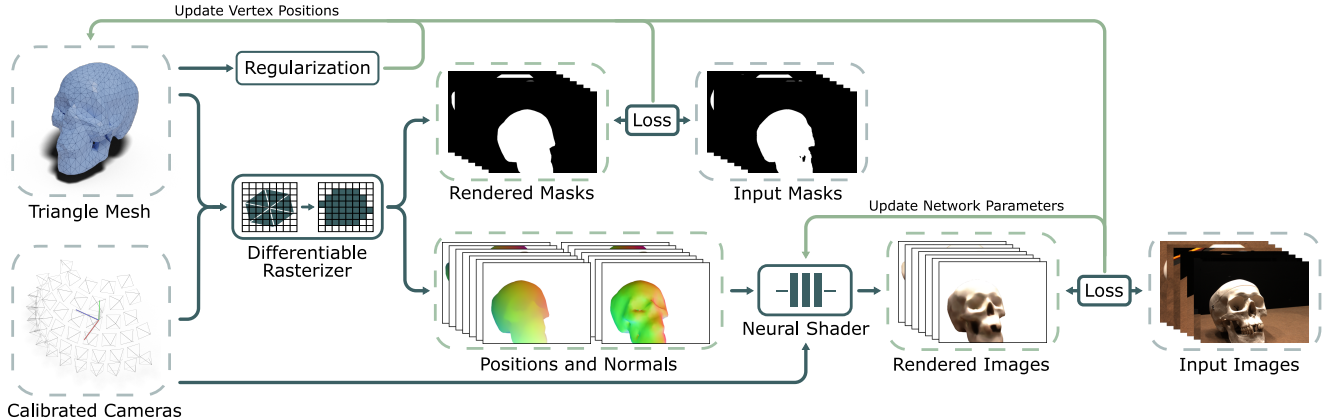 Update Vertex Positions
Regularization
Loss
Triangle Mesh
Rendered Masks
Input Masks
Differentiable
Rasterizer
Update Network Parameters
Loss
Neural Shader
Positions and Normals
Rendered Images
Input Images
Calibrated Cameras